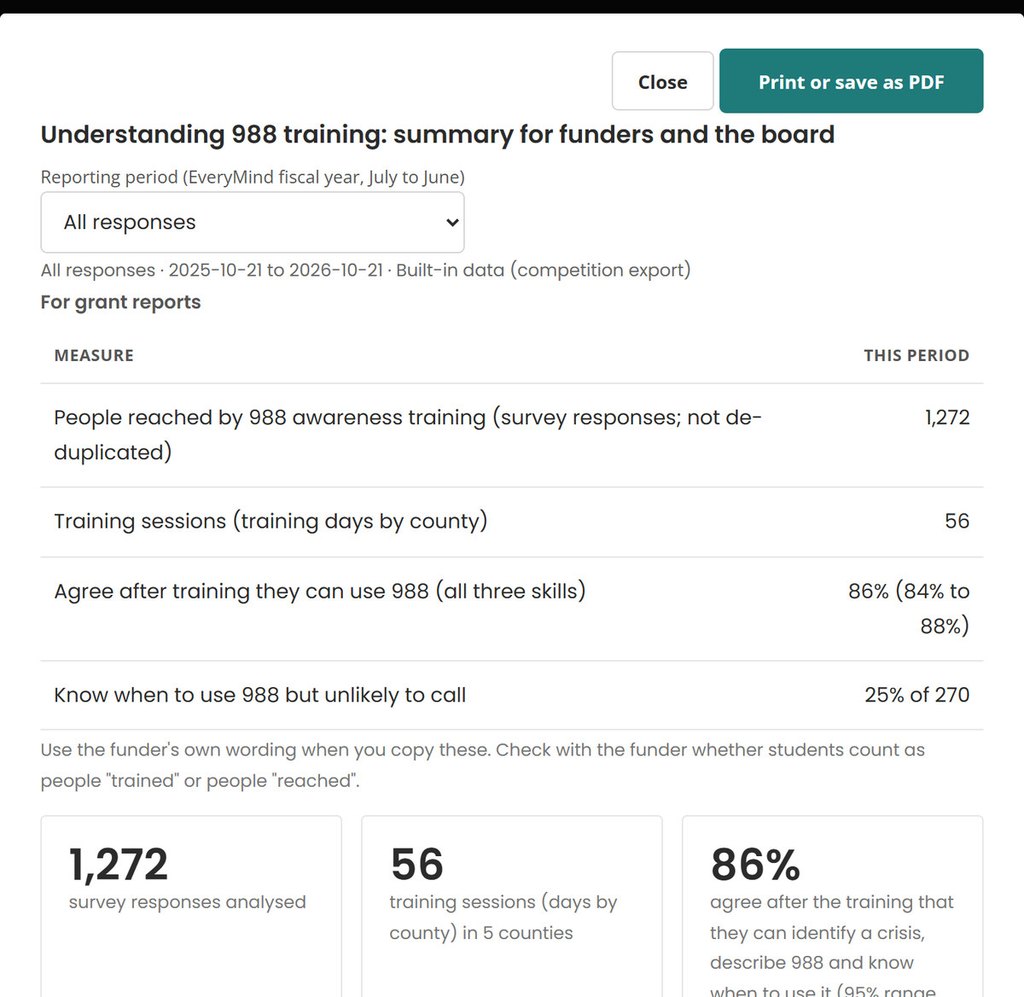 Close
Print or save as PDF
Understanding 988 training: summary for funders and the board
Reporting period (EveryMind fiscal year, July to June)
All responses
All responses · 2025-10-21 to 2026-10-21 · Built-in data (competition export)
For grant reports
MEASURE
THIS PERIOD
People reached by 988 awareness training (survey responses; not de-
duplicated)
1,272
Training sessions (training days by county)
56
Agree after training they can use 988 (all three skills)
86% (84% to
88%)
Know when to use 988 but unlikely to call
25% of 270
Use the funder's own wording when you copy these. Check with the funder whether students count as
people "trained" or people "reached".
1,272
survey responses analysed
56
training sessions (days by
county) in 5 counties
86%
agree after the training that
they can identify a crisis,
describe 988 and know
when to use it (95% range